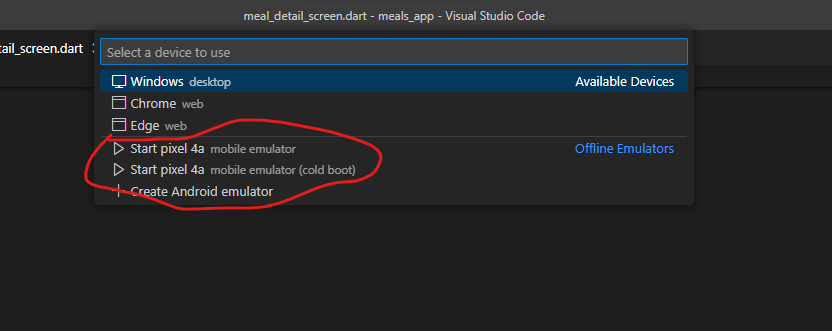 meal_detail_screen.dart - meals_app - Visual Studio Code
ail_screen.dart
Select a device to use
Windows desktop Available Devices
Chrome web
Edge web
Start pixel 4a mobile emulator Offline Emulators
Start pixel 4a mobile emulator (cold boot)
Create Android emulator